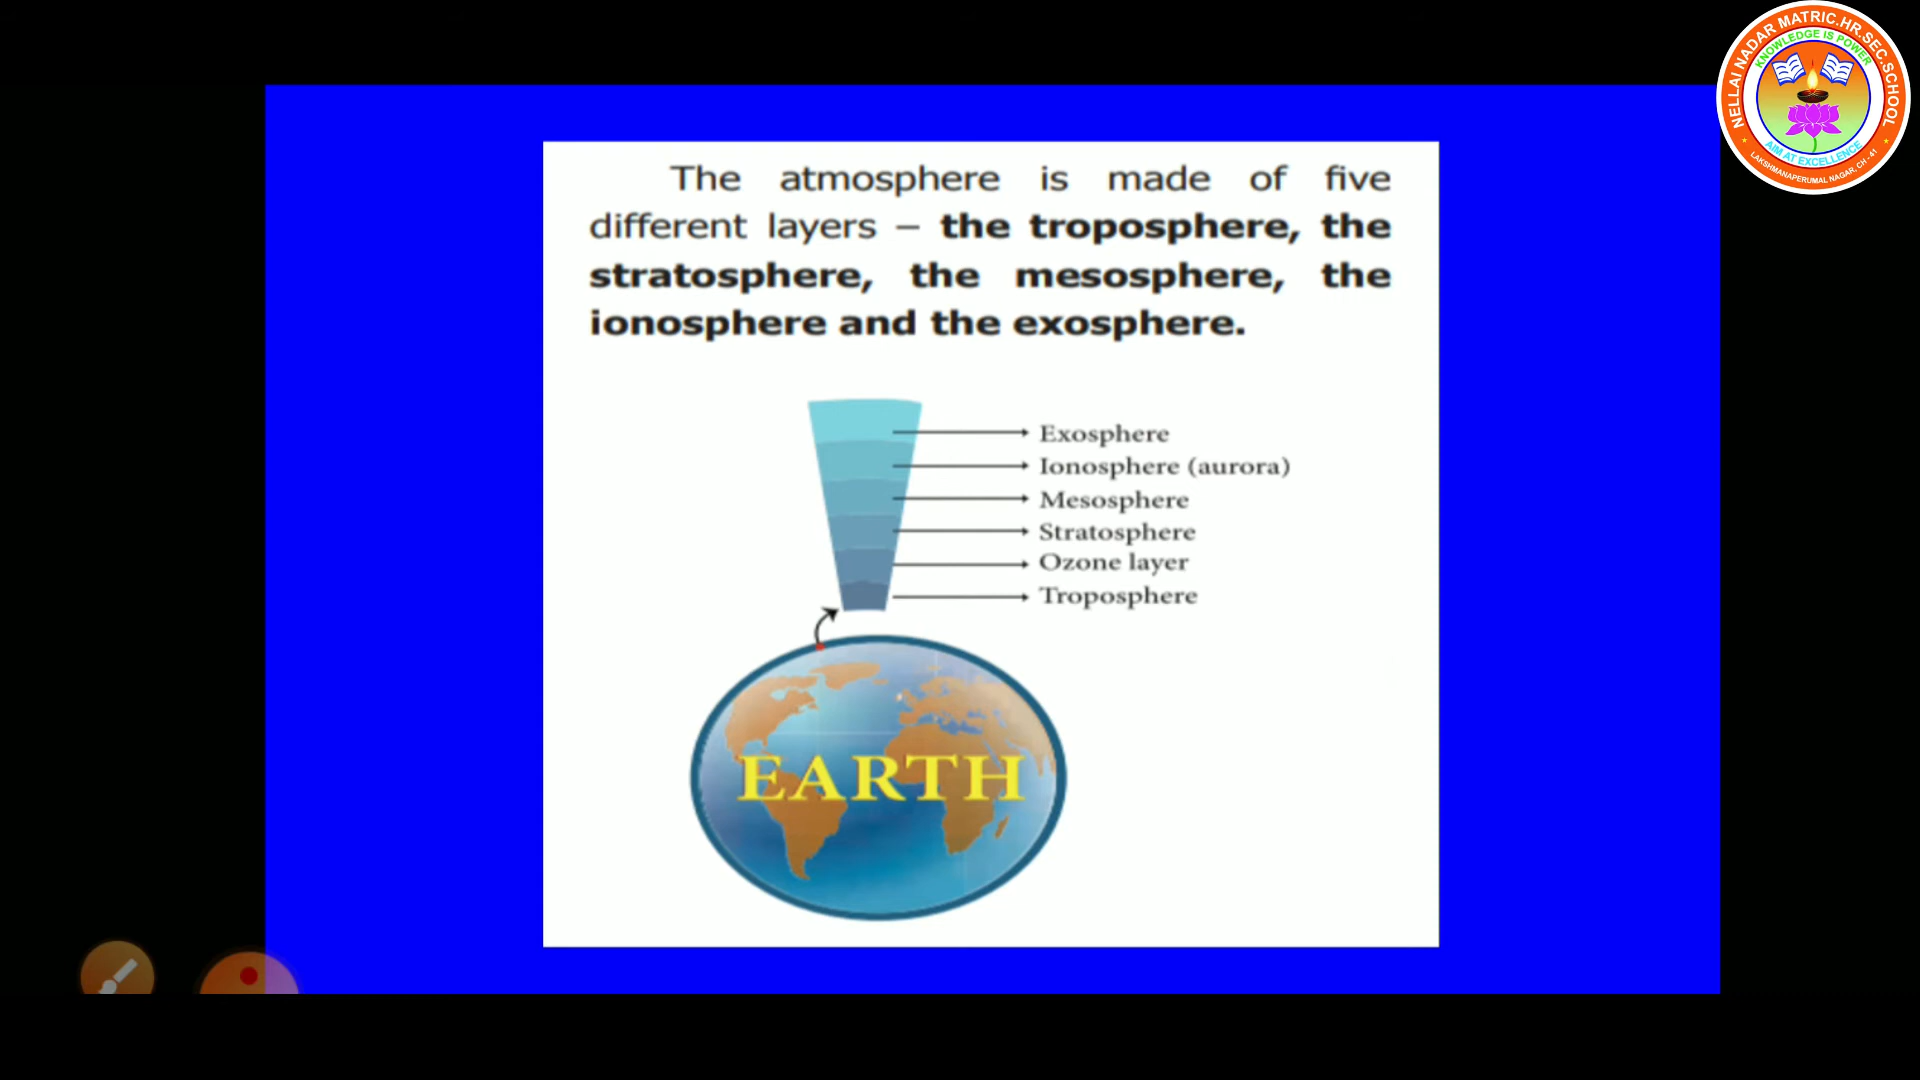 NELLAI NADAR MATRIC.HR.SEC.SCHOOL
KNOWLEDGE IS POWER
AIM AT EXCELLENCE
LAKSHMANAPERUMAL NAGAR, CH - 41
The atmosphere is made of five
different layers – the troposphere, the
stratosphere, the mesosphere, the
ionosphere and the exosphere.
Exosphere
Ionosphere (aurora)
Mesosphere
Stratosphere
Ozone layer
Troposphere
EARTH